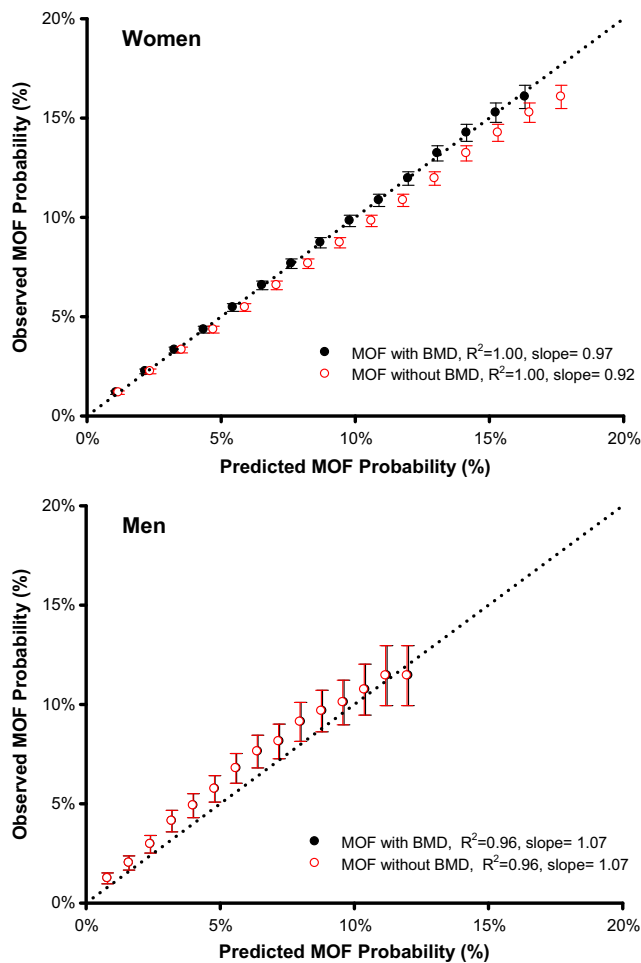 Women
Observed MOF Probability (%)
20%
15%
10%
5%
0%
MOF with BMD, R²=1.00, slope= 0.97
MOF without BMD, R²=1.00, slope= 0.92
0% 5% 10% 15% 20%
Predicted MOF Probability (%)
Men
Observed MOF Probability (%)
20%
15%
10%
5%
0%
MOF with BMD, R²=0.96, slope= 1.07
MOF without BMD, R²=0.96, slope= 1.07
0% 5% 10% 15% 20%
Predicted MOF Probability (%)